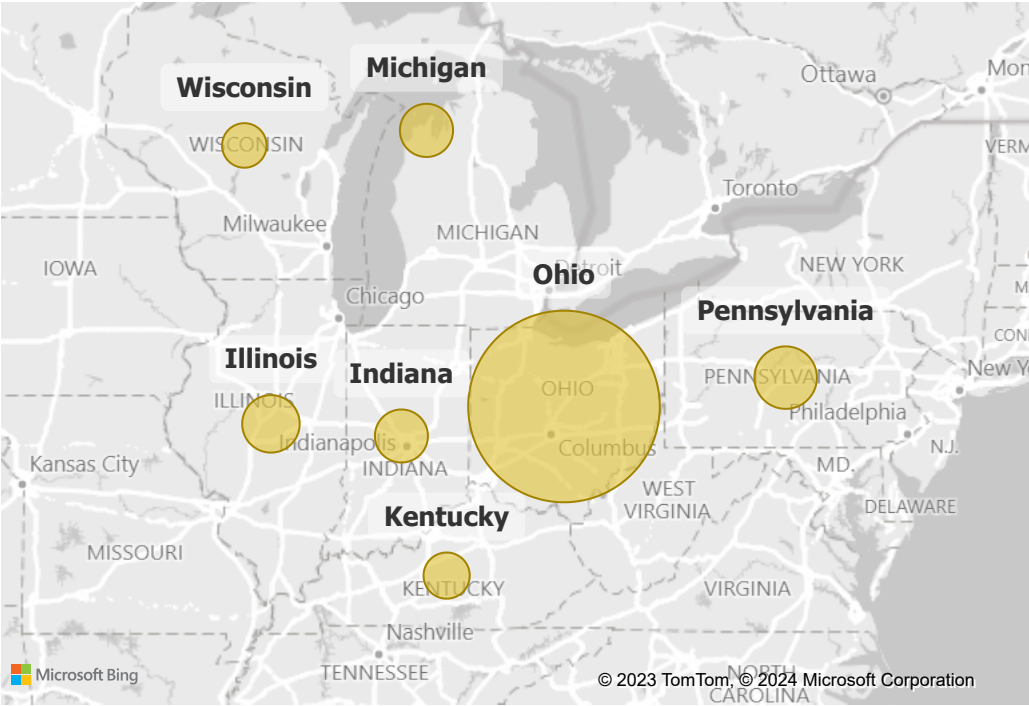 Michigan
Wisconsin
Ottawa
Mon
WISCONSIN
VERM
Toronto
Milwaukee
MICHIGAN
IOWA
Detroit
NEW YORK
Ohio
Chicago
Pennsylvania
M
CON
Illinois
Indiana
New Y
PENNSYLVANIA
OHIO
ILLINOIS
Philadelphia
Indianapolis
Columbus
N.J.
Kansas City
INDIANA
MD.
WEST
VIRGINIA
DELAWARE
Kentucky
MISSOURI
KENTUCKY
VIRGINIA
Nashville
TENNESSEE
NORTH
CAROLINA
Microsoft Bing
© 2023 TomTom, © 2024 Microsoft Corporation